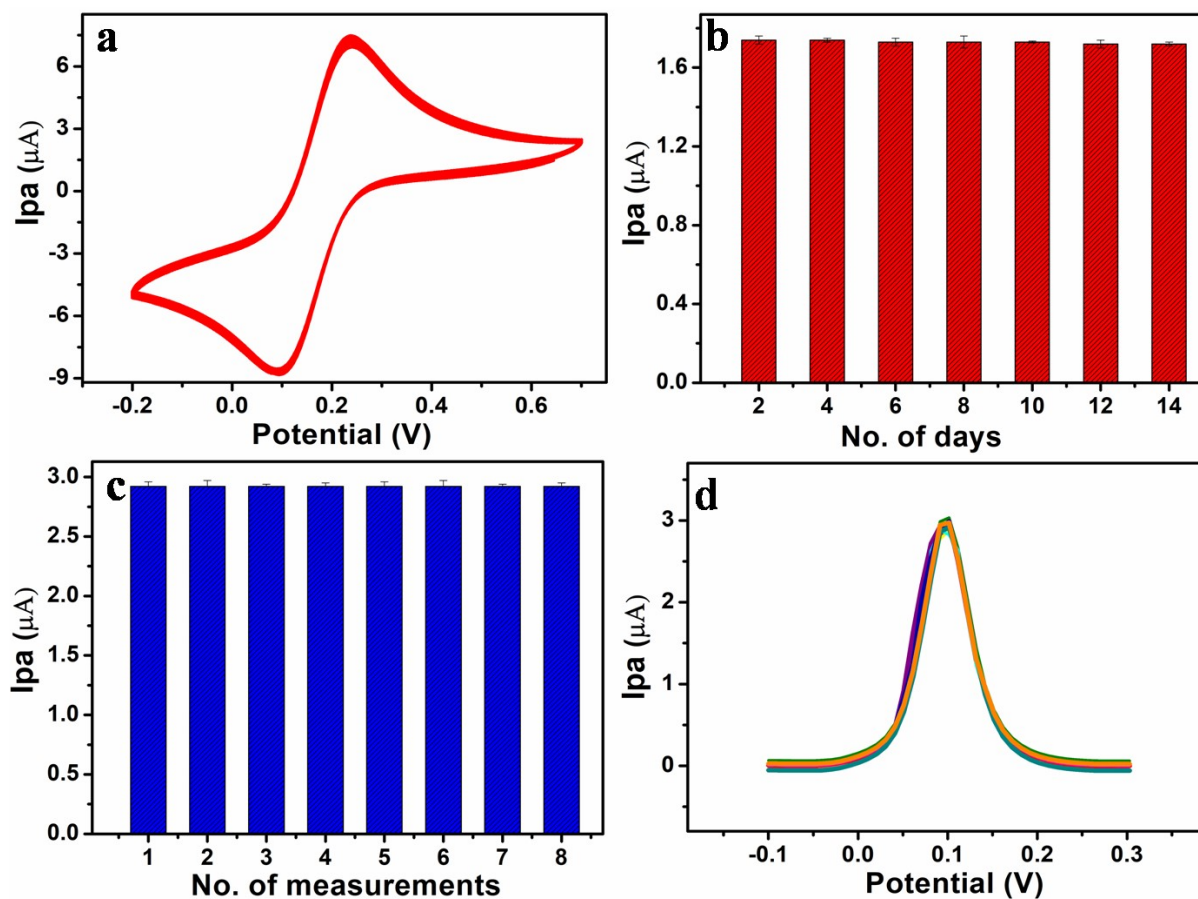 a
Ipa (μA)
6
3
0
-3
-6
-9
-0.2 0.0 0.2 0.4 0.6
Potential (V)
b
Ipa (μA)
1.6
1.2
0.8
0.4
0.0
2 4 6 8 10 12 14
No. of days
c
Ipa (μA)
3.0
2.5
2.0
1.5
1.0
0.5
0.0
1 2 3 4 5 6 7 8
No. of measurements
d
Ipa (μA)
3
2
1
0
-0.1 0.0 0.1 0.2 0.3
Potential (V)